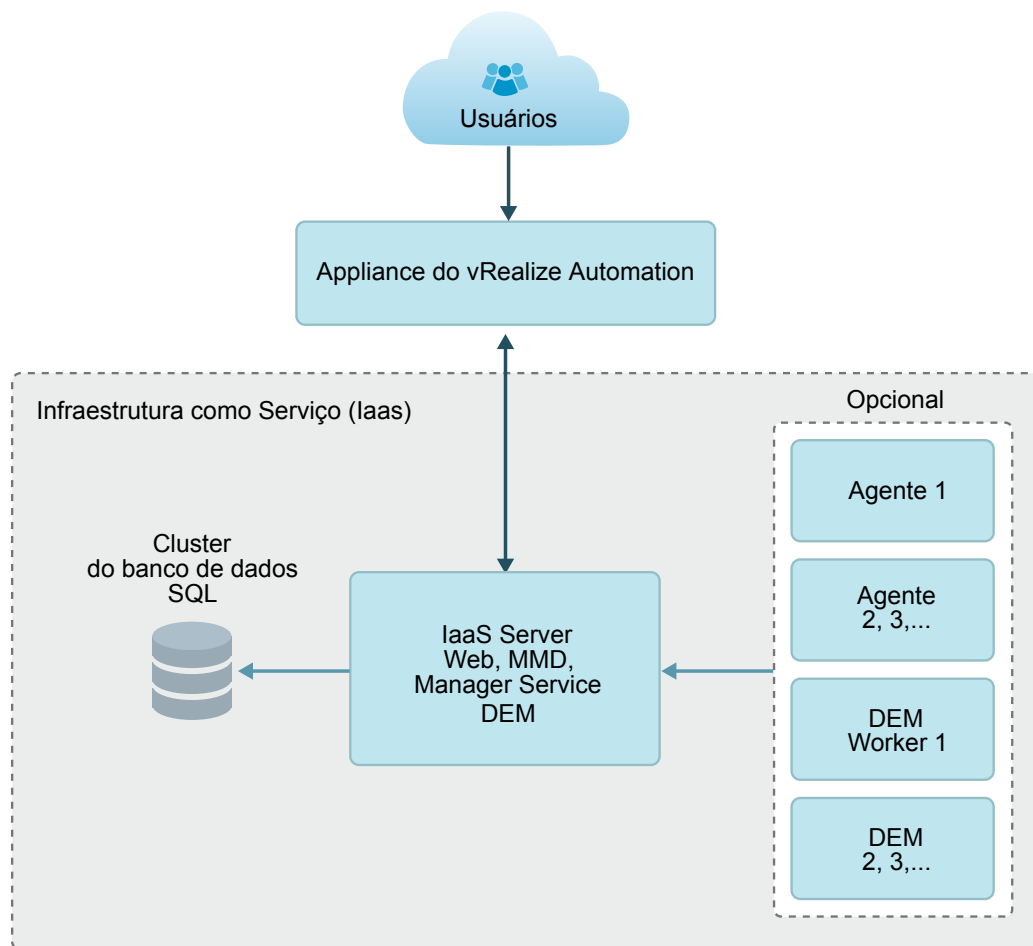 Usuários
Appliance do vRealize Automation
Infraestrutura como Serviço (Iaas)
Opcional
Agente 1
Cluster
do banco de dados
SQL
Agente
2, 3,...
IaaS Server
Web, MMD,
Manager Service
DEM
DEM
Worker 1
DEM
2, 3,...